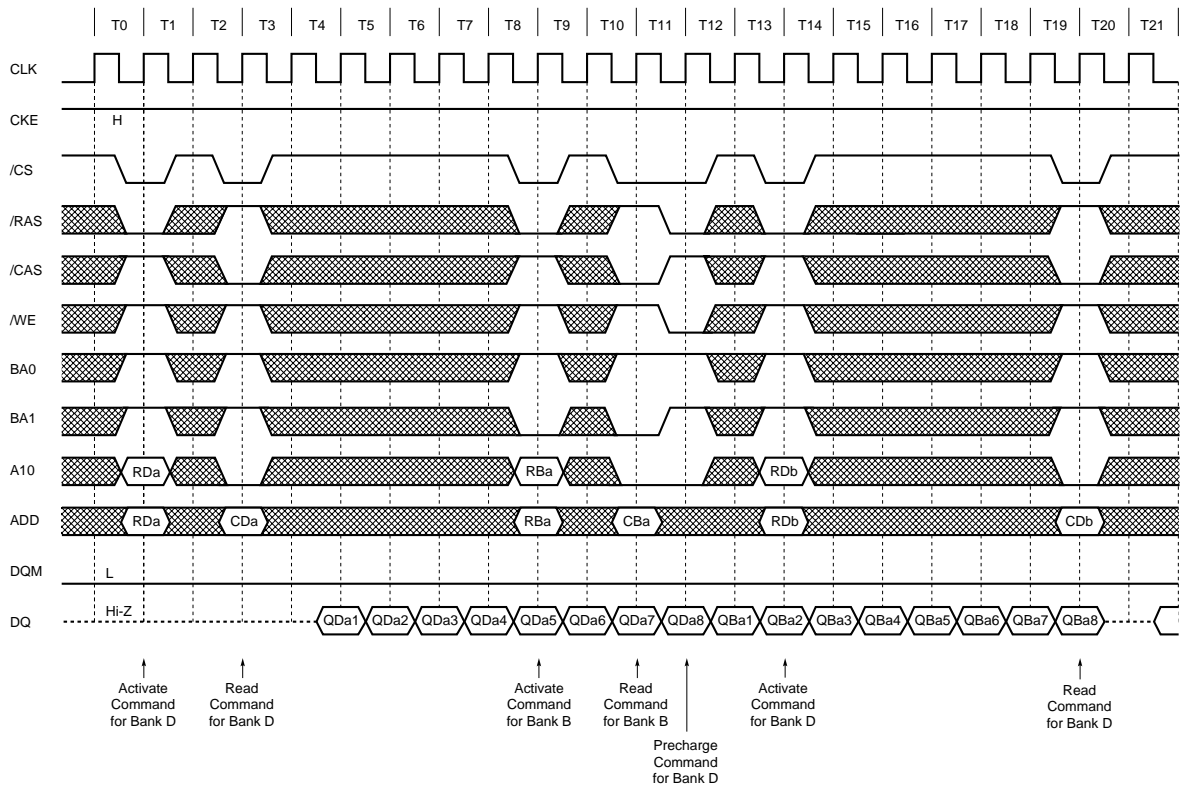 T0 T1 T2 T3 T4 T5 T6 T7 T8 T9 T10 T11 T12 T13 T14 T15 T16 T17 T18 T19 T20 T21
CLK
CKE H
/CS
/RAS
/CAS
/WE
BA0
BA1
A10 RDa RBa RDb
ADD RDa CDa RBa CBa RDb CDb
DQM L
DQ Hi-Z QDa1 QDa2 QDa3 QDa4 QDa5 QDa6 QDa7 QDa8 QBa1 QBa2 QBa3 QBa4 QBa5 QBa6 QBa7 QBa8
Activate
Command
for Bank D
Read
Command
for Bank D
Activate
Command
for Bank B
Read
Command
for Bank B
Precharge
Command
for Bank D
Activate
Command
for Bank D
Read
Command
for Bank D